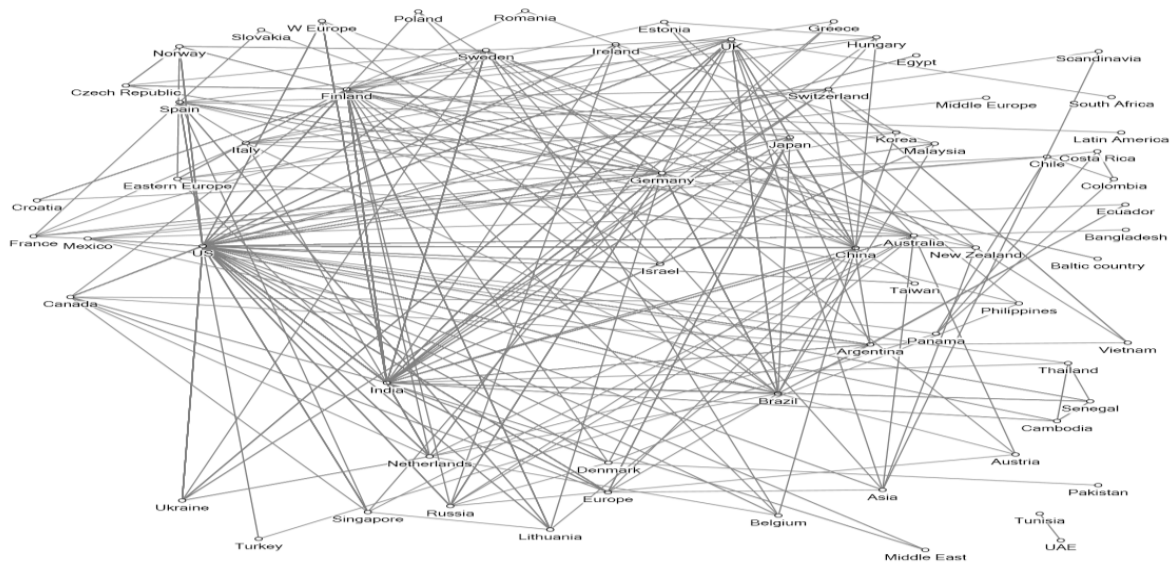 Poland
Romania
W Europe
Slovakia
Estonia
Greece
Norway
Sweden
Ireland
UK
Hungary
Egypt
Scandinavia
Czech Republic
Spain
Finland
Switzerland
Middle Europe
South Africa
Italy
Japan
Korea
Malaysia
Latin America
Chile
Costa Rica
Eastern Europe
Germany
Colombia
Croatia
Ecuador
France
Mexico
US
China
Australia
New Zealand
Bangladesh
Israel
Baltic country
Canada
Taiwan
Philippines
Argentina
Panama
Vietnam
India
Brazil
Thailand
Senegal
Cambodia
Netherlands
Denmark
Austria
Ukraine
Singapore
Russia
Europe
Asia
Pakistan
Turkey
Lithuania
Belgium
Middle East
Tunisia
UAE